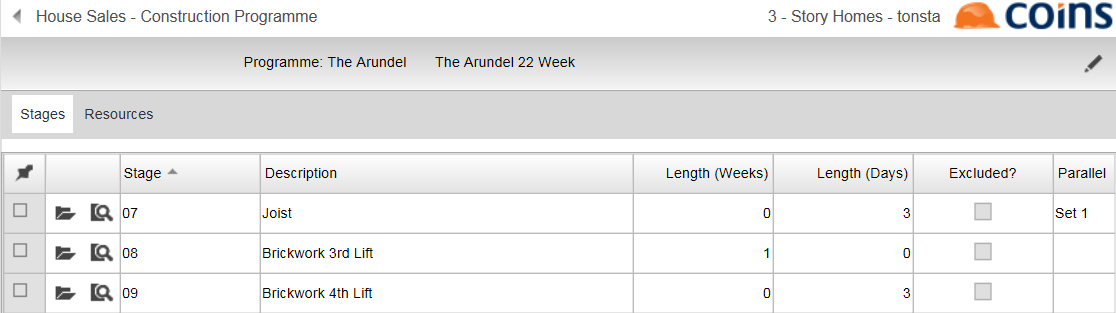 House Sales - Construction Programme 3 - Story Homes - tonsta coins
Programme: The Arundel The Arundel 22 Week
Stages Resources
Stage Description Length (Weeks) Length (Days) Excluded? Parallel
07 Joist 0 3 Set 1
08 Brickwork 3rd Lift 1 0
09 Brickwork 4th Lift 0 3